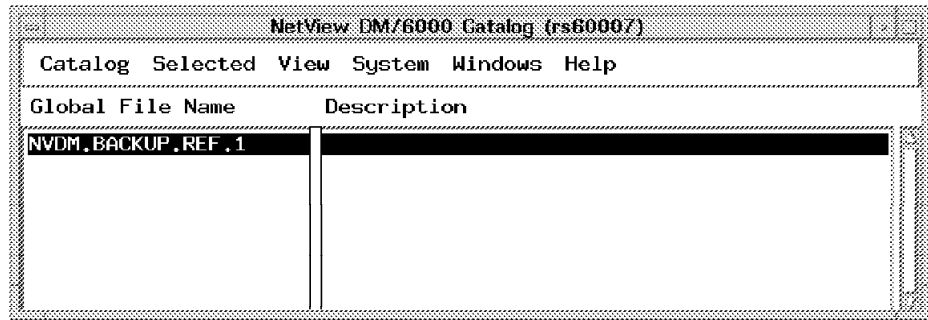 NetView DM/6000 Catalog (rs60007)
Catalog Selected View System Windows Help
Global File Name Description
NVDM.BACKUP.REF.1